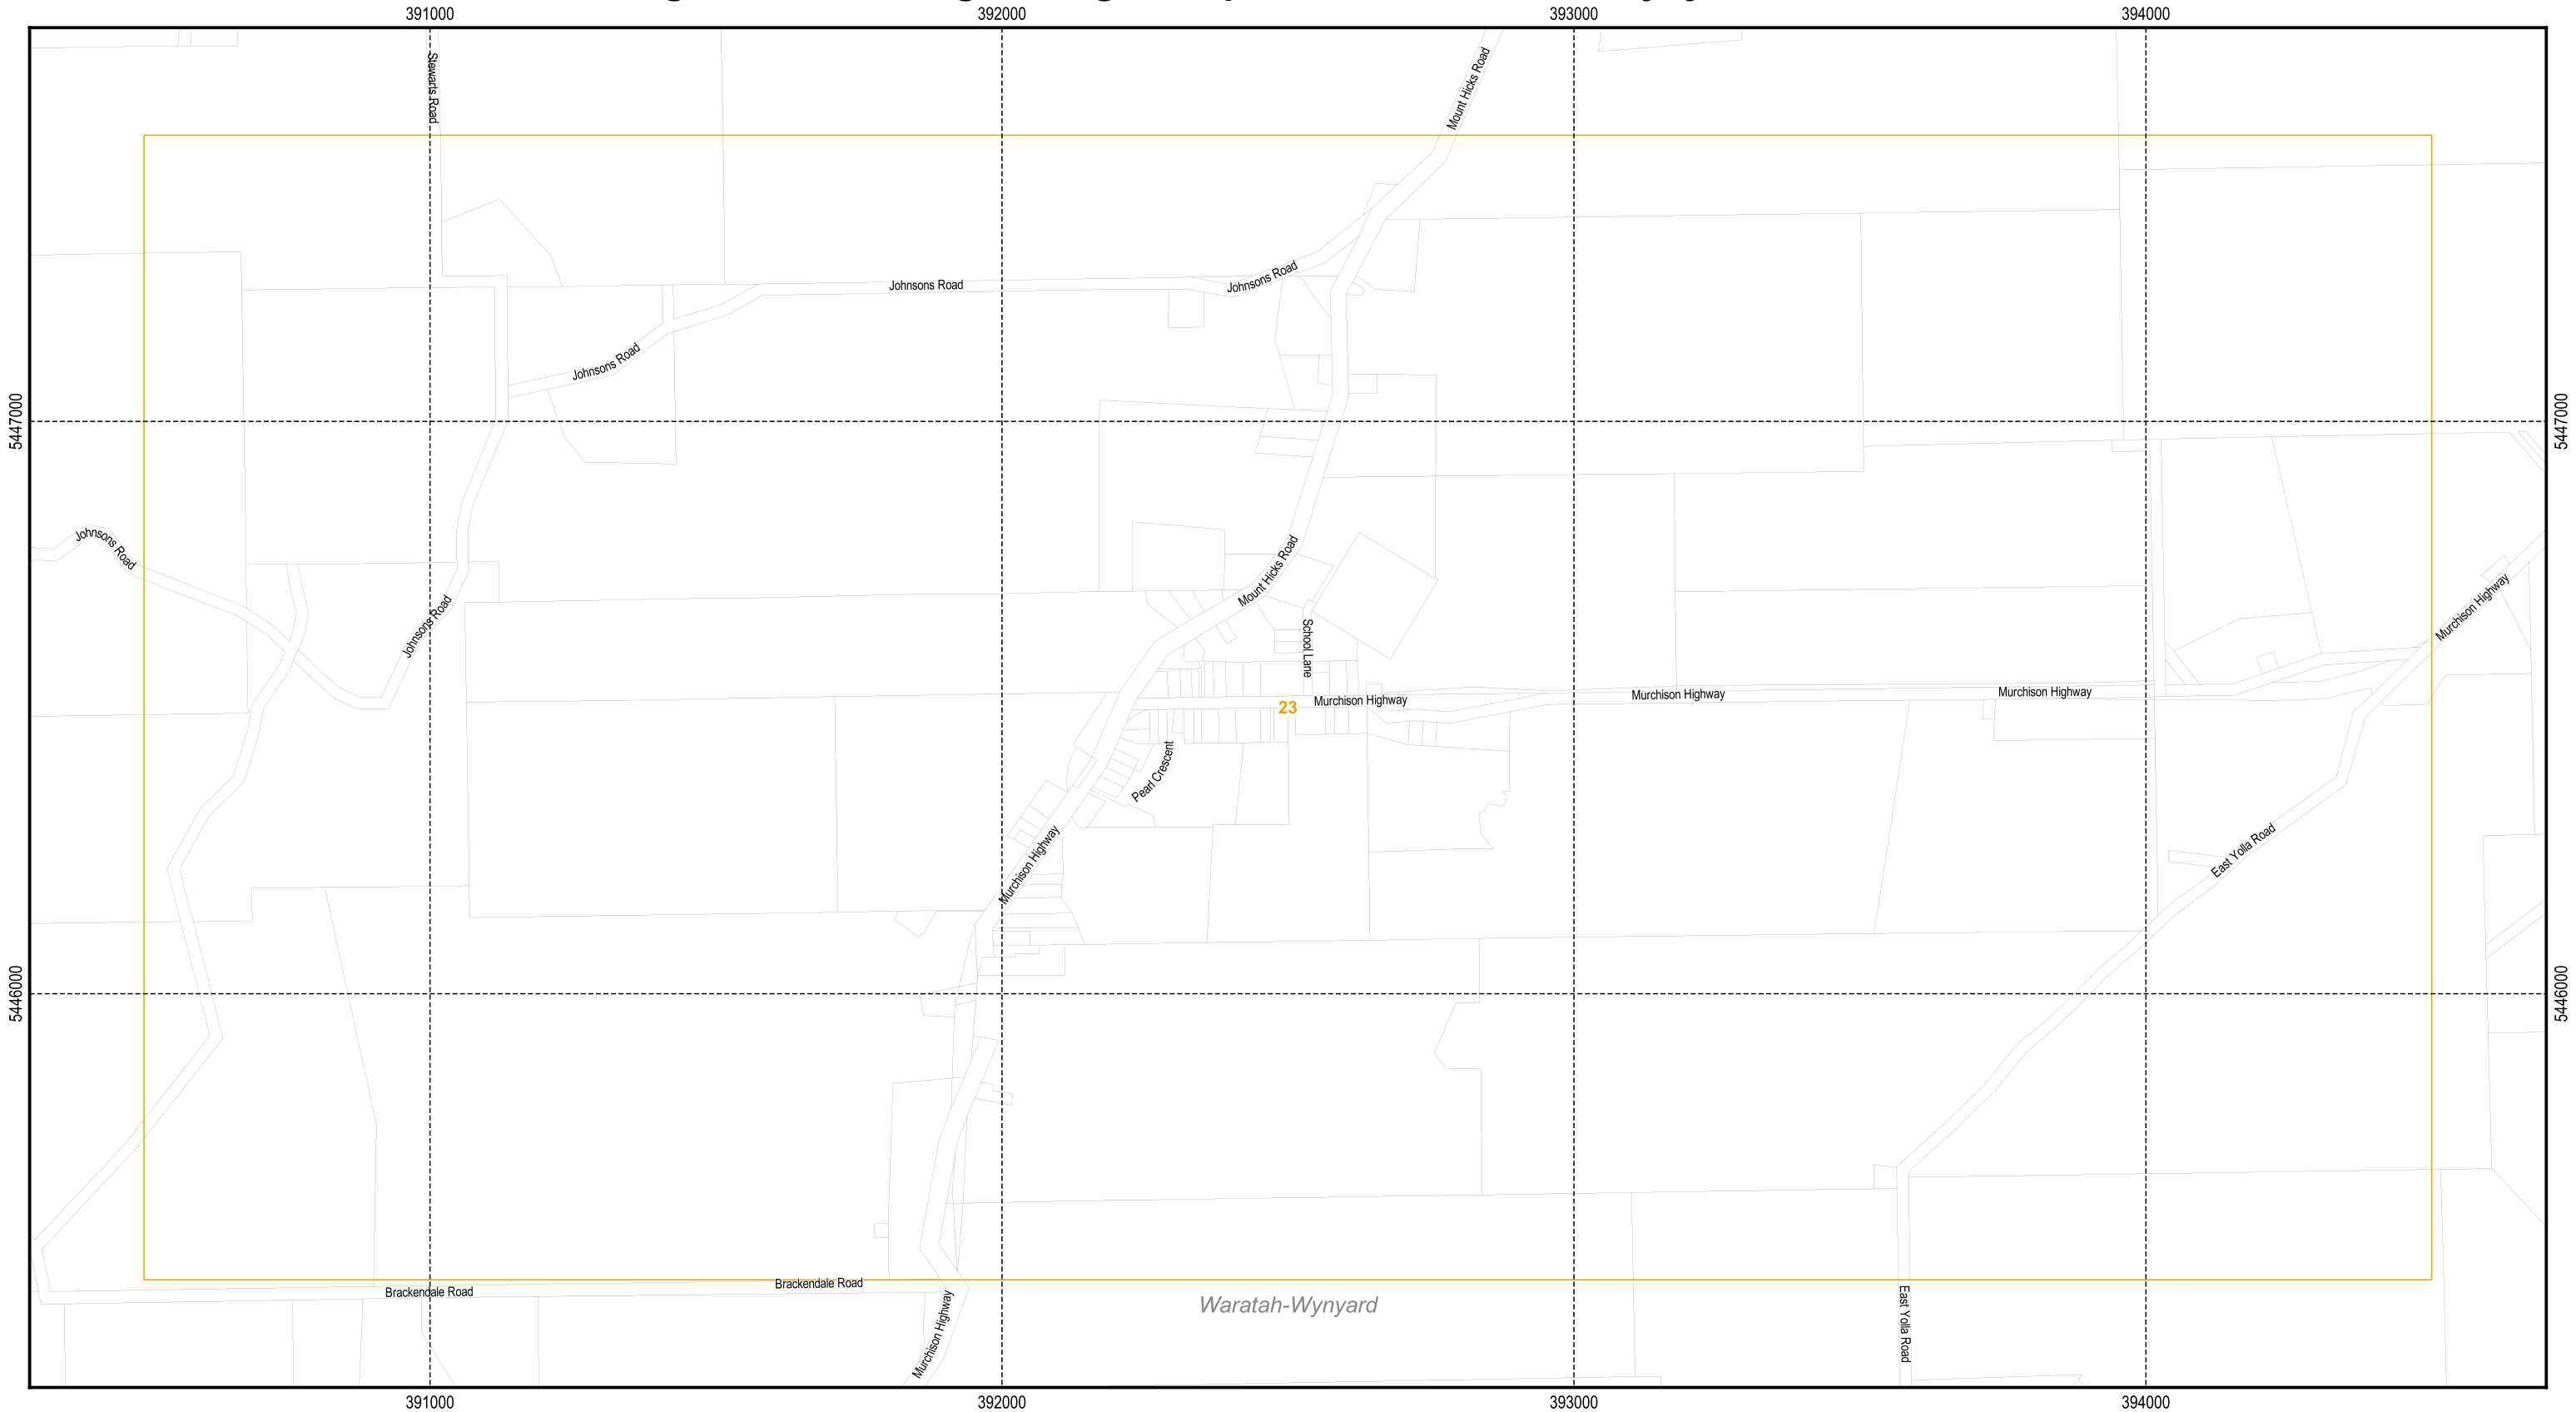 391000
392000
393000
394000
Stewarts Road
Mount Hicks Road
Johnsons Road
Johnsons Road
Johnsons Road
5447000
5447000
Johnsons Road
Johnsons Road
Mount Hicks Road
School Lane
Murchison Highway
Murchison Highway
Murchison Highway
Murchison Highway
23
Pearl Crescent
Murchison Highway
East Yolla Road
5446000
5446000
Brackendale Road
Brackendale Road
Murchison Highway
Waratah-Wynyard
East Yolla Road
391000
392000
393000
394000